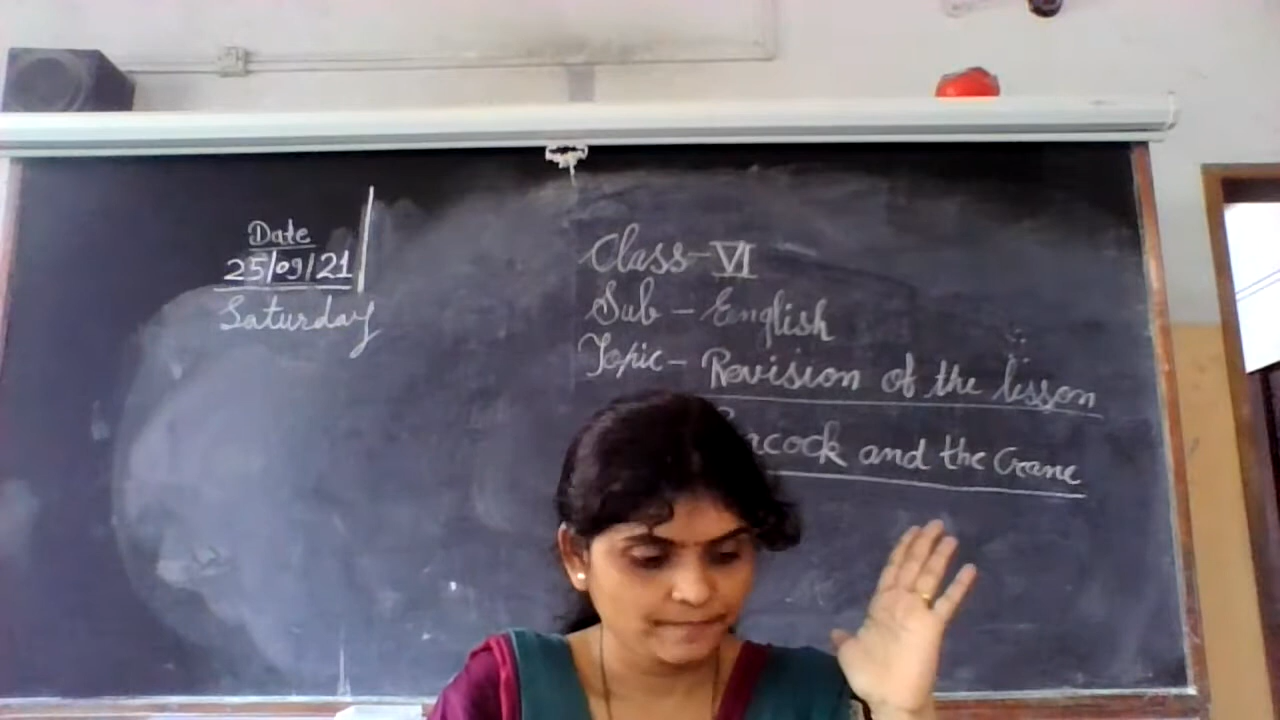 Date
25/09/21
Saturday
Class-VI
Sub - English
Topic - Revision of the lesson
and the Crane